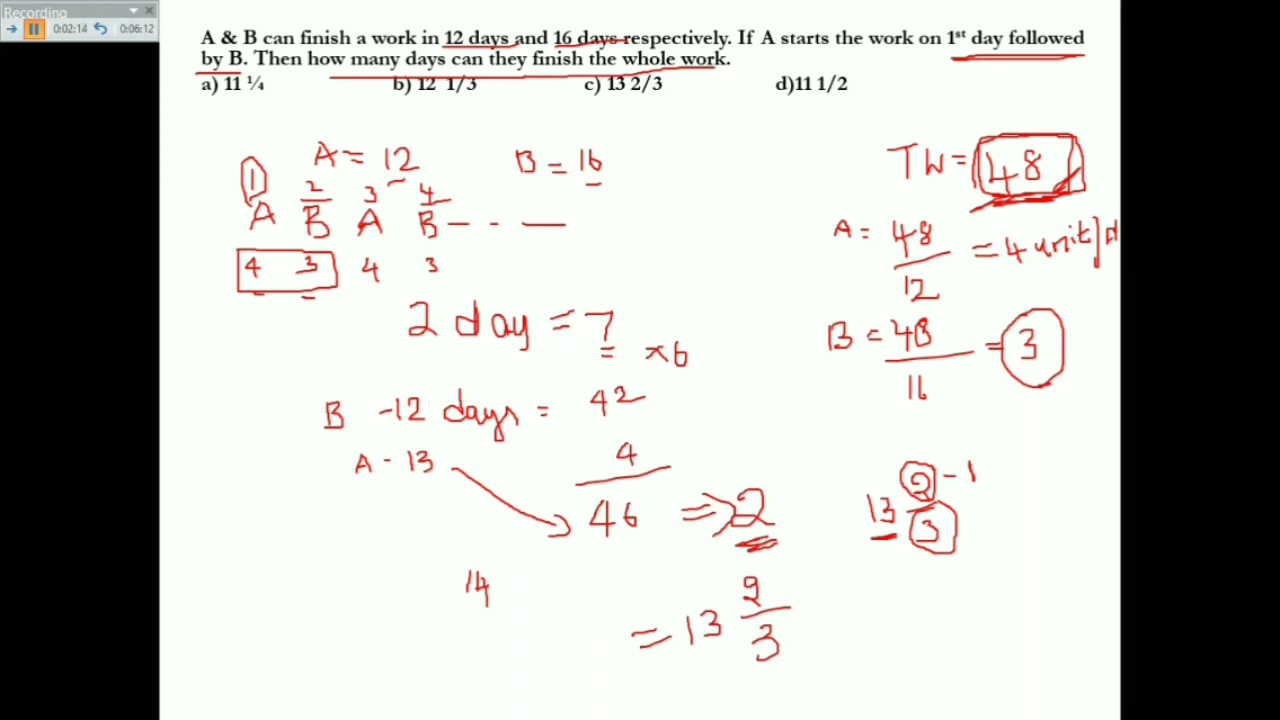 Recording
0:02:14 0:06:12
A & B can finish a work in 12 days and 16 days respectively. If A starts the work on 1st day followed
by B. Then how many days can they finish the whole work.
a) 11 ¼ b) 12 1/3 c) 13 2/3 d)11 1/2
A = 12 B = 16
TW = 48
1 2 3 4
A B A B - - —
4 3 4 3
A = 48/12 = 4 unit/d
2 day = 7 × 6
B = 48/16 = 3
B - 12 days = 42
A - 13 4
46 ⇒ 2
13 2/3 - 1
14
= 13 2/3